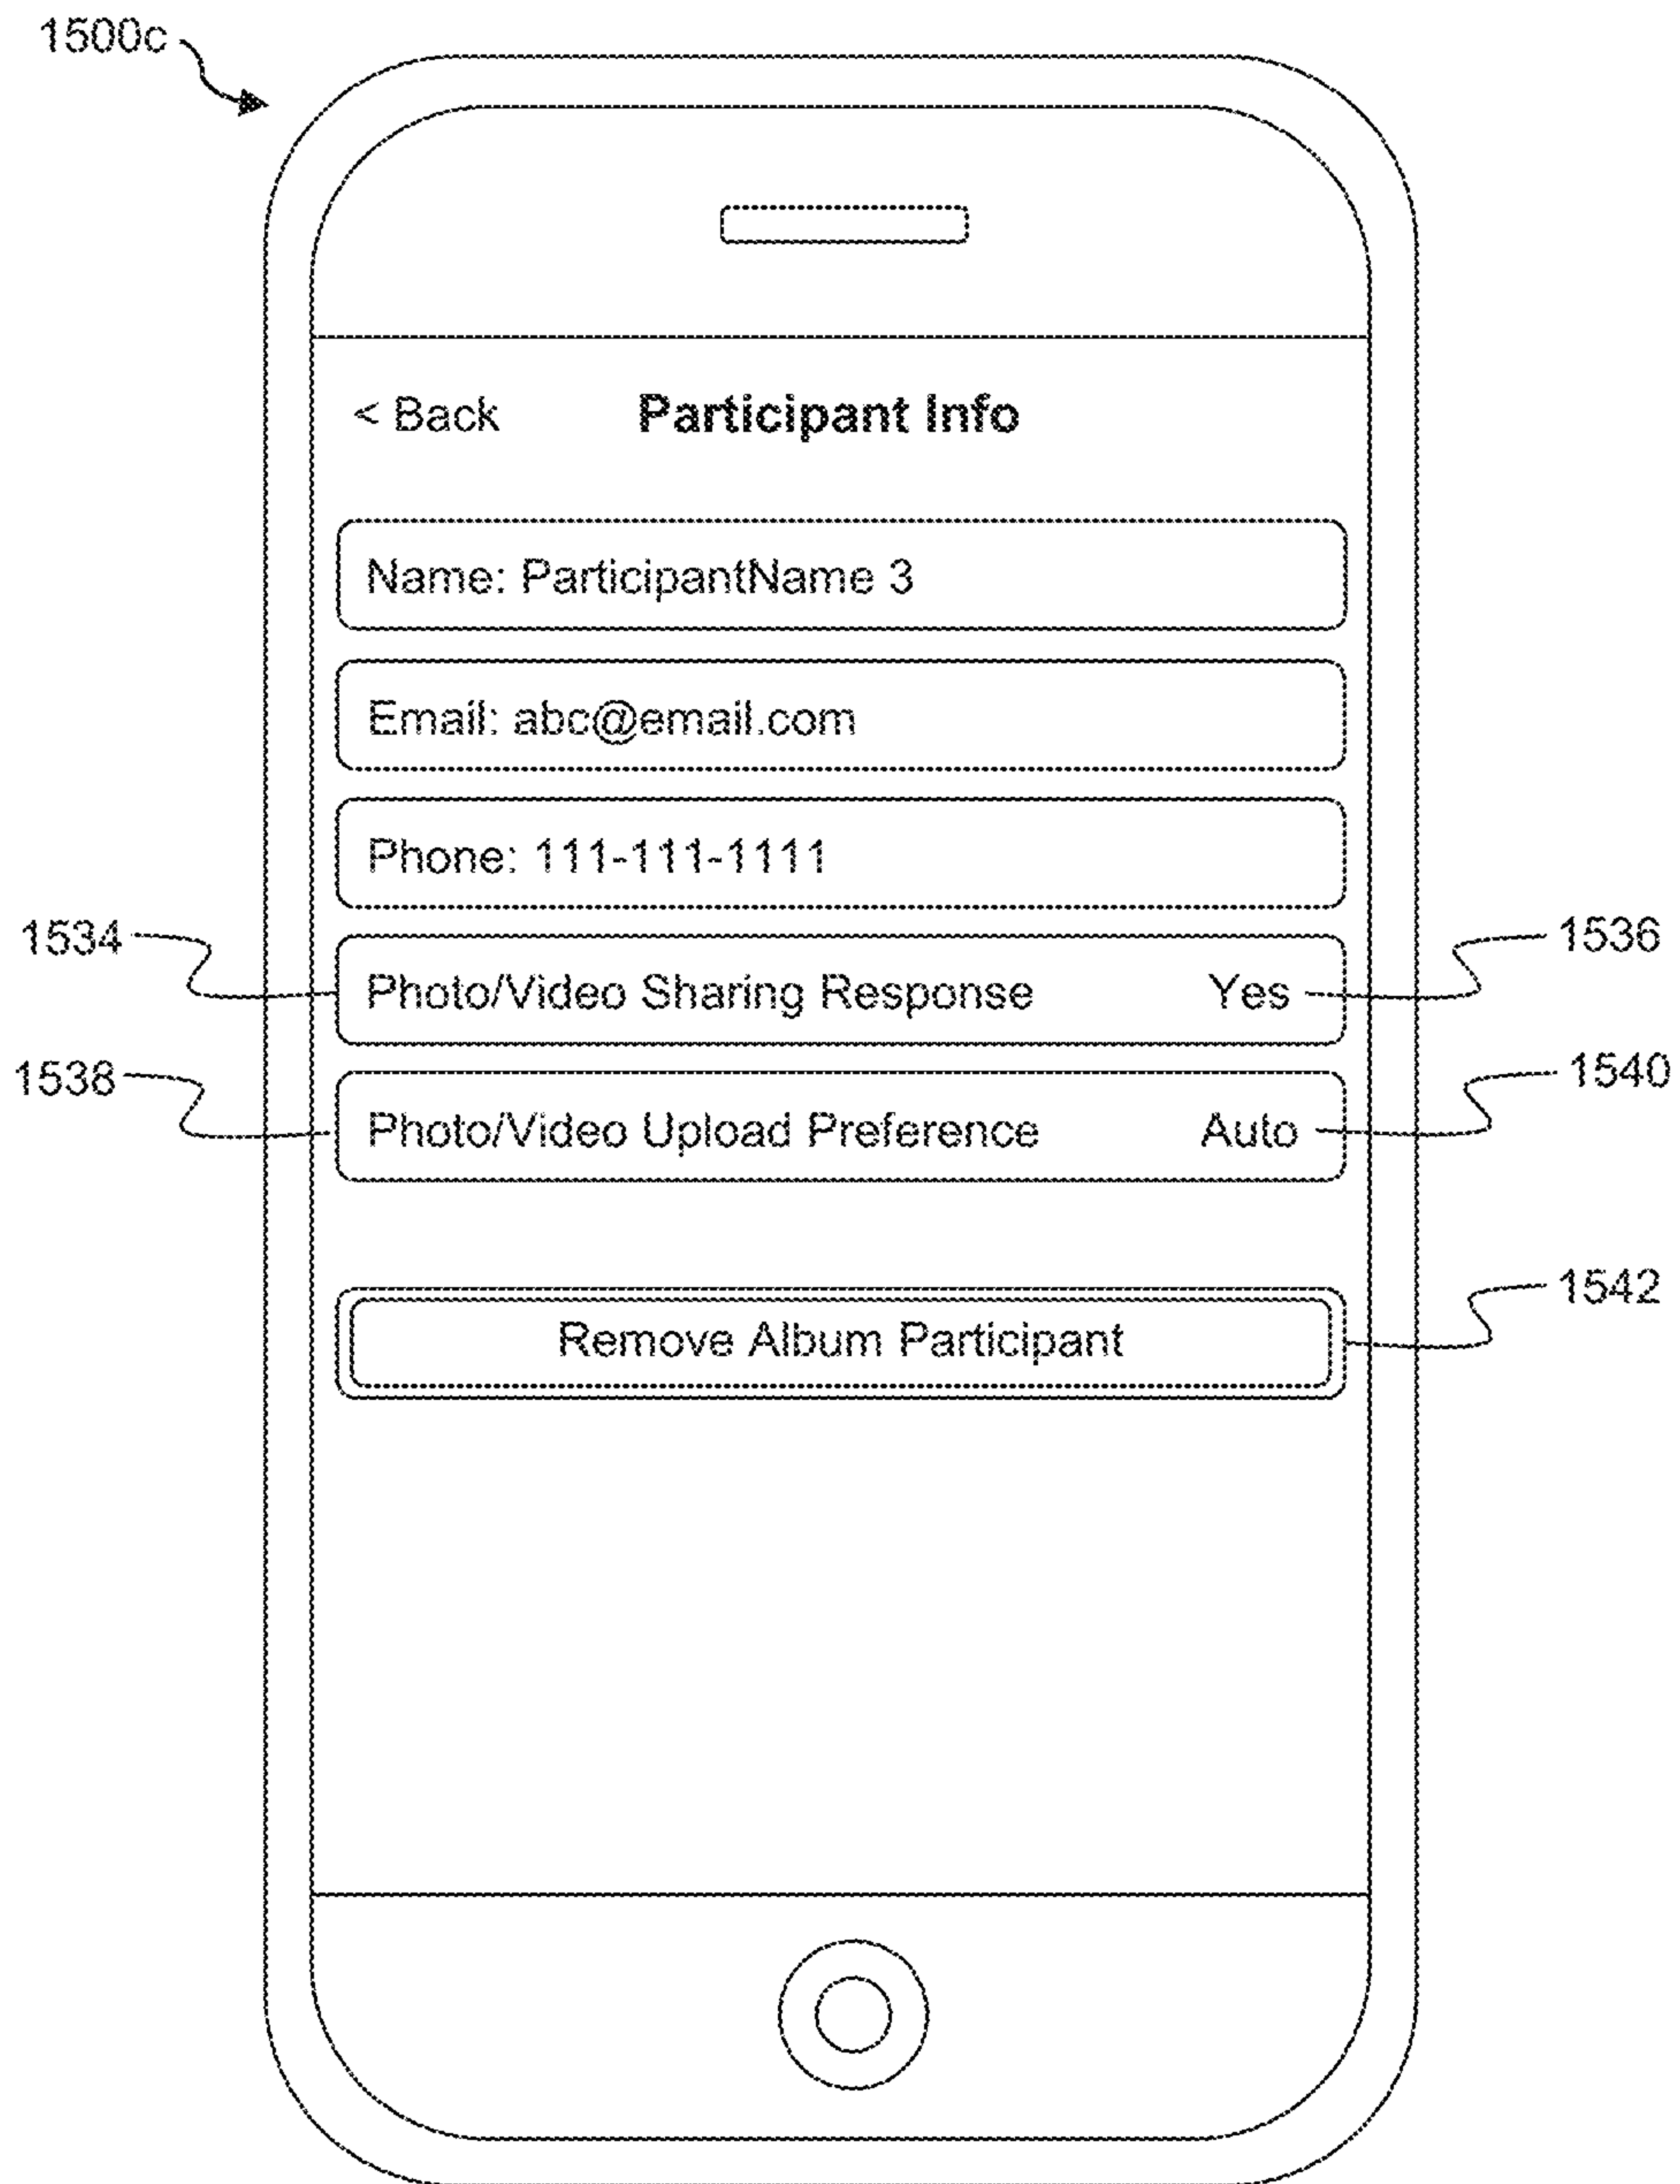 1500c
< Back Participant Info
Name: ParticipantName 3
Email: abc@email.com
Phone: 111-111-1111
1534 Photo/Video Sharing Response Yes 1536
1538 Photo/Video Upload Preference Auto 1540
Remove Album Participant 1542